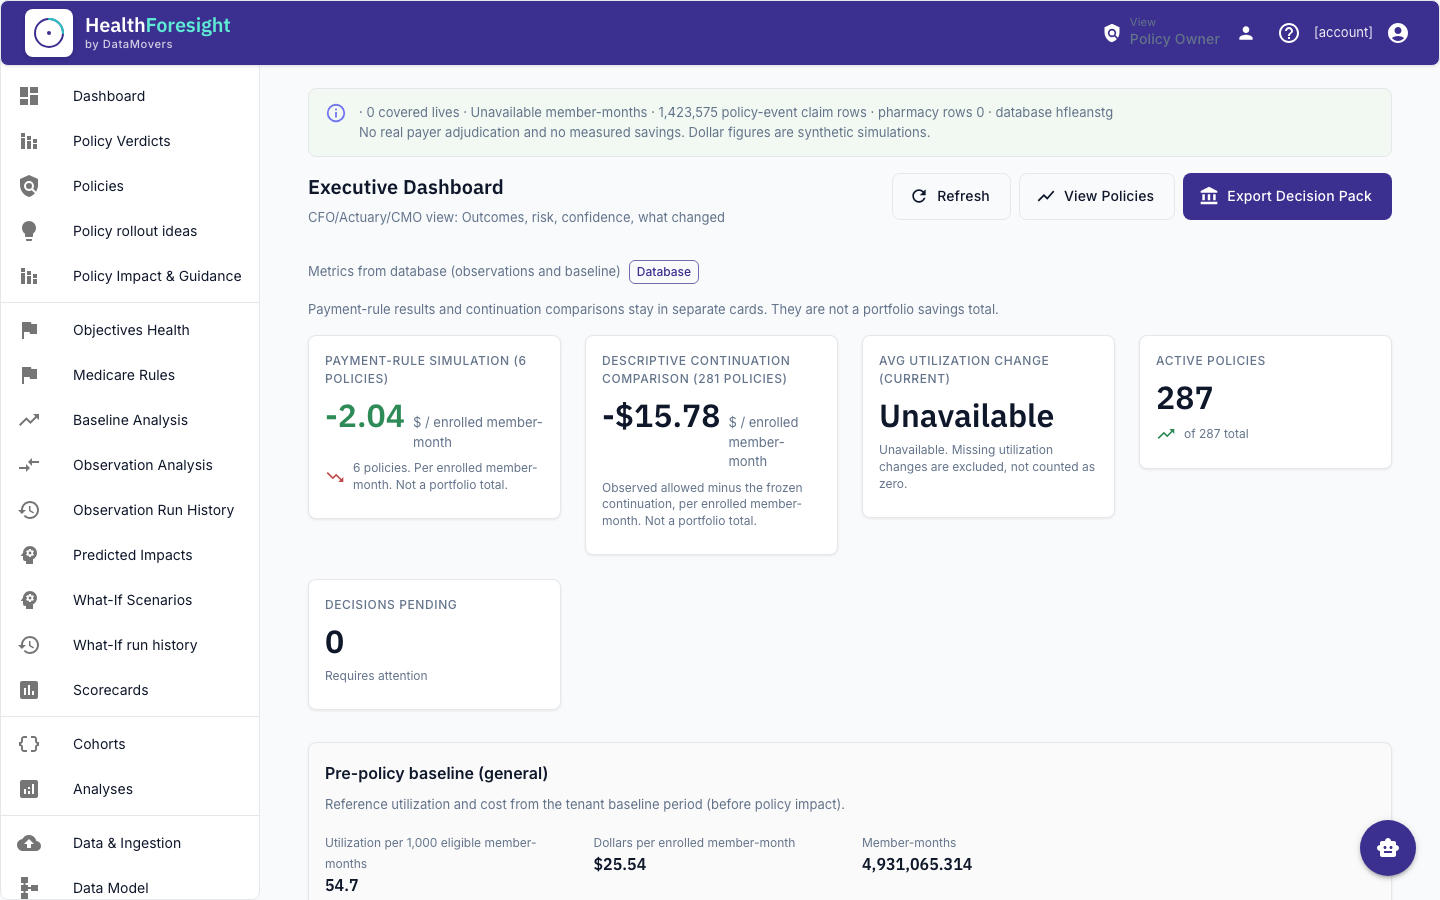 HealthForesight
by DataMovers
View
Policy Owner
[account]
Dashboard
Policy Verdicts
Policies
Policy rollout ideas
Policy Impact & Guidance
Objectives Health
Medicare Rules
Baseline Analysis
Observation Analysis
Observation Run History
Predicted Impacts
What-If Scenarios
What-If run history
Scorecards
Cohorts
Analyses
Data & Ingestion
Data Model
· 0 covered lives · Unavailable member-months · 1,423,575 policy-event claim rows · pharmacy rows 0 · database hfleanstg
No real payer adjudication and no measured savings. Dollar figures are synthetic simulations.
Executive Dashboard
CFO/Actuary/CMO view: Outcomes, risk, confidence, what changed
Refresh
View Policies
Export Decision Pack
Metrics from database (observations and baseline) Database
Payment-rule results and continuation comparisons stay in separate cards. They are not a portfolio savings total.
PAYMENT-RULE SIMULATION (6
POLICIES)
-2.04 $ / enrolled member-
month
6 policies. Per enrolled member-
month. Not a portfolio total.
DESCRIPTIVE CONTINUATION
COMPARISON (281 POLICIES)
-$15.78 $ / enrolled
member-
month
Observed allowed minus the frozen
continuation, per enrolled member-
month. Not a portfolio total.
AVG UTILIZATION CHANGE
(CURRENT)
Unavailable
Unavailable. Missing utilization
changes are excluded, not counted as
zero.
ACTIVE POLICIES
287
of 287 total
DECISIONS PENDING
0
Requires attention
Pre-policy baseline (general)
Reference utilization and cost from the tenant baseline period (before policy impact).
Utilization per 1,000 eligible member-
months
54.7
Dollars per enrolled member-month
$25.54
Member-months
4,931,065.314